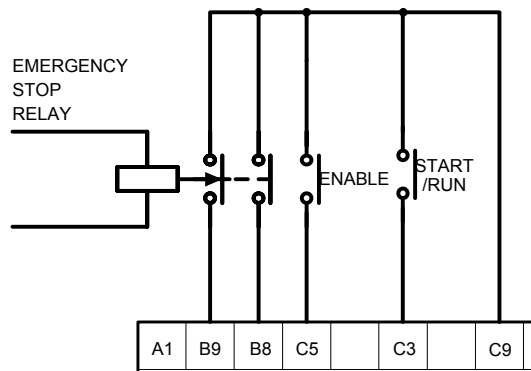 EMERGENCY
STOP
RELAY
ENABLE
START
/RUN
A1 B9 B8 C5 C3 C9